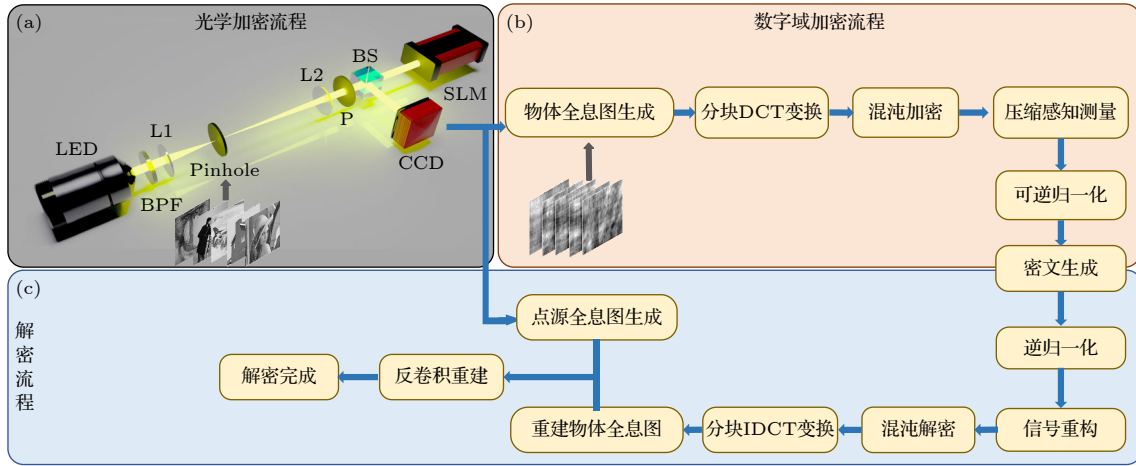 (a)
光学加密流程
LED
L1
BPF
Pinhole
L2
P
BS
SLM
CCD
(b)
数字域加密流程
物体全息图生成
分块DCT变换
混沌加密
压缩感知测量
可逆归一化
密文生成
(c)
解密流程
点源全息图生成
逆归一化
解密完成
反卷积重建
重建物体全息图
分块IDCT变换
混沌解密
信号重构